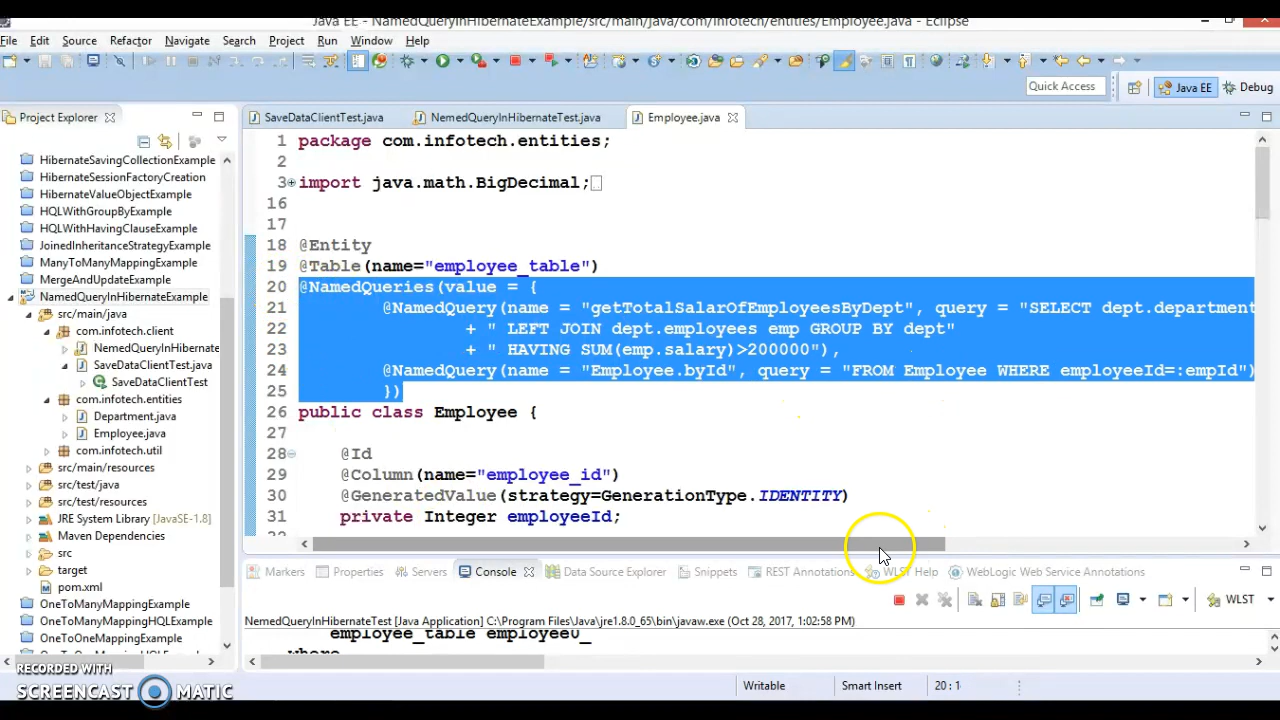 Java EE - NamedQueryInHibernateExample/src/main/java/com/infotech/entities/Employee.java - Eclipse
File Edit Source Refactor Navigate Search Project Run Window Help
Quick Access Java EE Debug
Project Explorer
SaveDataClientTest.java NemedQueryInHibernateTest.java Employee.java
HibernateSavingCollectionExample
HibernateSessionFactoryCreation
HibernateValueObjectExample
HQLWithGroupByExample
HQLWithHavingClauseExample
JoinedInheritanceStrategyExample
ManyToManyMappingExample
MergeAndUpdateExample
NamedQueryInHibernateExample
src/main/java
com.infotech.client
NemedQueryInHibernate
SaveDataClientTest.java
SaveDataClientTest
com.infotech.entities
Department.java
Employee.java
com.infotech.util
src/main/resources
src/test/java
src/test/resources
JRE System Library [JavaSE-1.8]
Maven Dependencies
src
target
pom.xml
OneToManyMappingExample
OneToManyMappingHQLExample
OneToOneMappingExample
1 package com.infotech.entities;
2
3 import java.math.BigDecimal;
16
17
18 @Entity
19 @Table(name="employee_table")
20 @NamedQueries(value = {
21 @NamedQuery(name = "getTotalSalarOfEmployeesByDept", query = "SELECT dept.department
22 + " LEFT JOIN dept.employees emp GROUP BY dept"
23 + " HAVING SUM(emp.salary)>200000"),
24 @NamedQuery(name = "Employee.byId", query = "FROM Employee WHERE employeeId=:empId")
25 })
26 public class Employee {
27
28 @Id
29 @Column(name="employee_id")
30 @GeneratedValue(strategy=GenerationType.IDENTITY)
31 private Integer employeeId;
Markers Properties Servers Console Data Source Explorer Snippets REST Annotations WLST Help WebLogic Web Service Annotations
WLST
NemedQueryInHibernateTest [Java Application] C:\Program Files\Java\jre1.8.0_65\bin\javaw.exe (Oct 28, 2017, 1:02:58 PM)
employee_table employee0_
where
Writable Smart Insert 20 : 1
RECORDED WITH
SCREENCAST MATIC